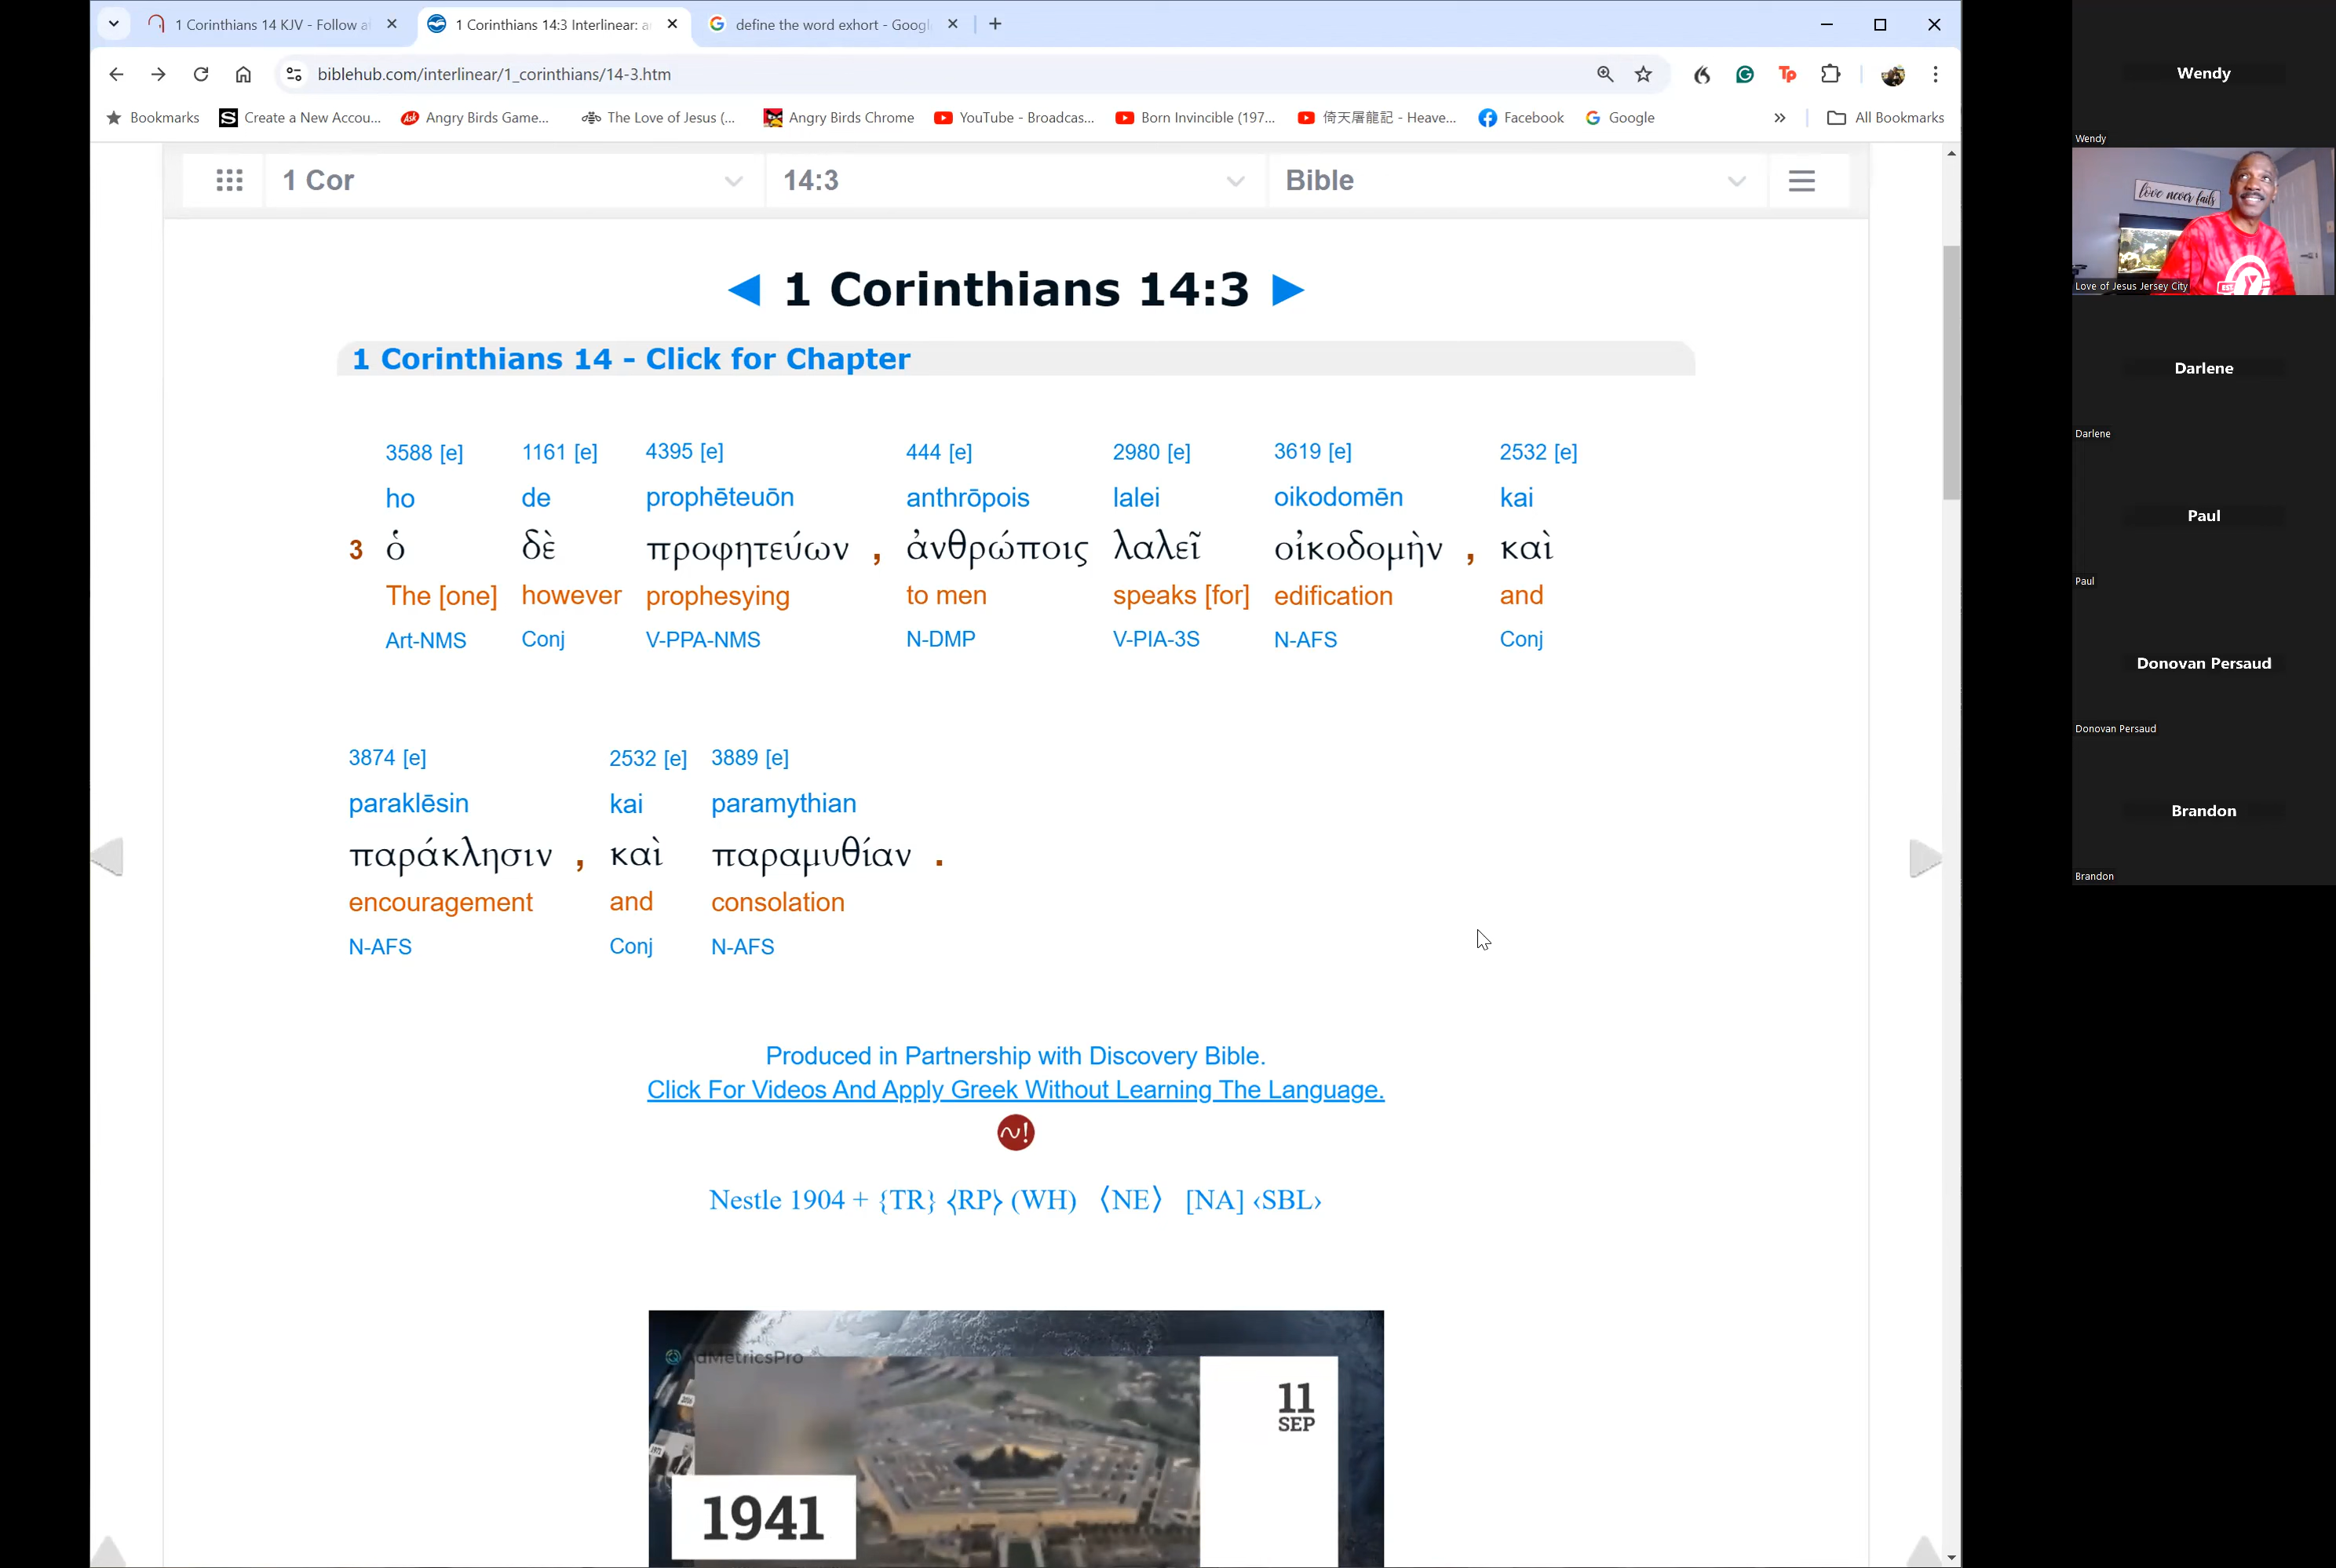 1 Corinthians 14 KJV - Follow a
1 Corinthians 14:3 Interlinear: a
define the word exhort - Googl
biblehub.com/interlinear/1_corinthians/14-3.htm
Bookmarks
Create a New Accou...
Angry Birds Game...
The Love of Jesus (...
Angry Birds Chrome
YouTube - Broadcas...
Born Invincible (197...
倚天屠龍記 - Heave...
Facebook
Google
All Bookmarks
1 Cor 14:3 Bible
1 Corinthians 14:3
1 Corinthians 14 - Click for Chapter
3588 [e] 1161 [e] 4395 [e] 444 [e] 2980 [e] 3619 [e] 2532 [e]
ho de prophēteuōn anthrōpois lalei oikodomēn kai
3 ὁ δὲ προφητεύων , ἀνθρώποις λαλεῖ οἰκοδομὴν , καὶ
The [one] however prophesying to men speaks [for] edification and
Art-NMS Conj V-PPA-NMS N-DMP V-PIA-3S N-AFS Conj
3874 [e] 2532 [e] 3889 [e]
paraklēsin kai paramythian
παράκλησιν , καὶ παραμυθίαν .
encouragement and consolation
N-AFS Conj N-AFS
Produced in Partnership with Discovery Bible.
Click For Videos And Apply Greek Without Learning The Language.
Nestle 1904 + {TR} ⧼RP⧽ (WH) 〈NE〉 [NA] ‹SBL›
AdMetricsPro
11
SEP
1941
Wendy
Wendy
love never fails
Love of Jesus Jersey City
Darlene
Darlene
Paul
Paul
Donovan Persaud
Donovan Persaud
Brandon
Brandon